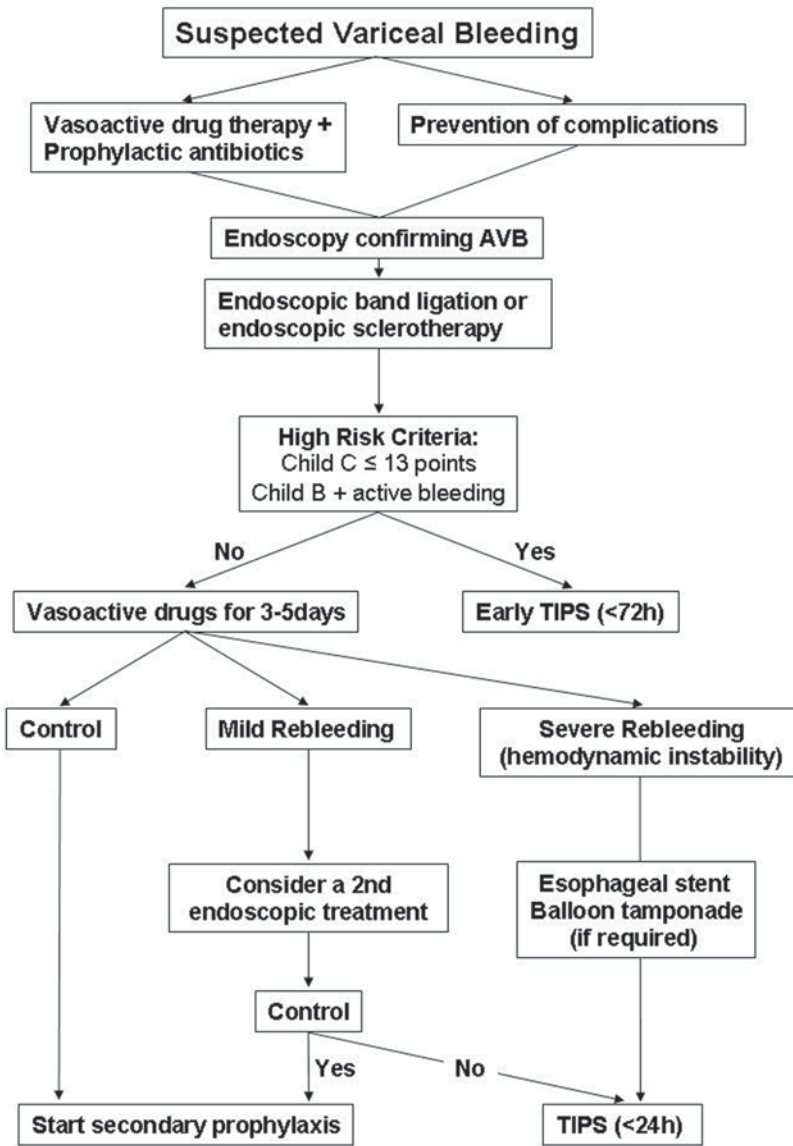 Suspected Variceal Bleeding
Vasoactive drug therapy +
Prophylactic antibiotics
Prevention of complications
Endoscopy confirming AVB
Endoscopic band ligation or
endoscopic sclerotherapy
High Risk Criteria:
Child C ≤ 13 points
Child B + active bleeding
No
Yes
Vasoactive drugs for 3-5days
Early TIPS (<72h)
Control
Mild Rebleeding
Severe Rebleeding
(hemodynamic instability)
Consider a 2nd
endoscopic treatment
Esophageal stent
Balloon tamponade
(if required)
Control
Yes
No
Start secondary prophylaxis
TIPS (<24h)